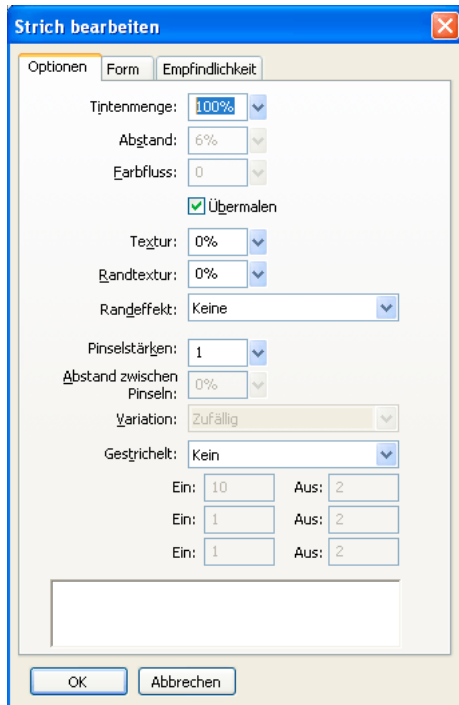 Strich bearbeiten
Optionen Form Empfindlichkeit
Tintenmenge: 100%
Abstand: 6%
Farbfluss: 0
Übermalen
Textur: 0%
Randtextur: 0%
Randeffekt: Keine
Pinselstärken: 1
Abstand zwischen
Pinseln: 0%
Variation: Zufällig
Gestrichelt: Kein
Ein: 10 Aus: 2
Ein: 1 Aus: 2
Ein: 1 Aus: 2
OK Abbrechen